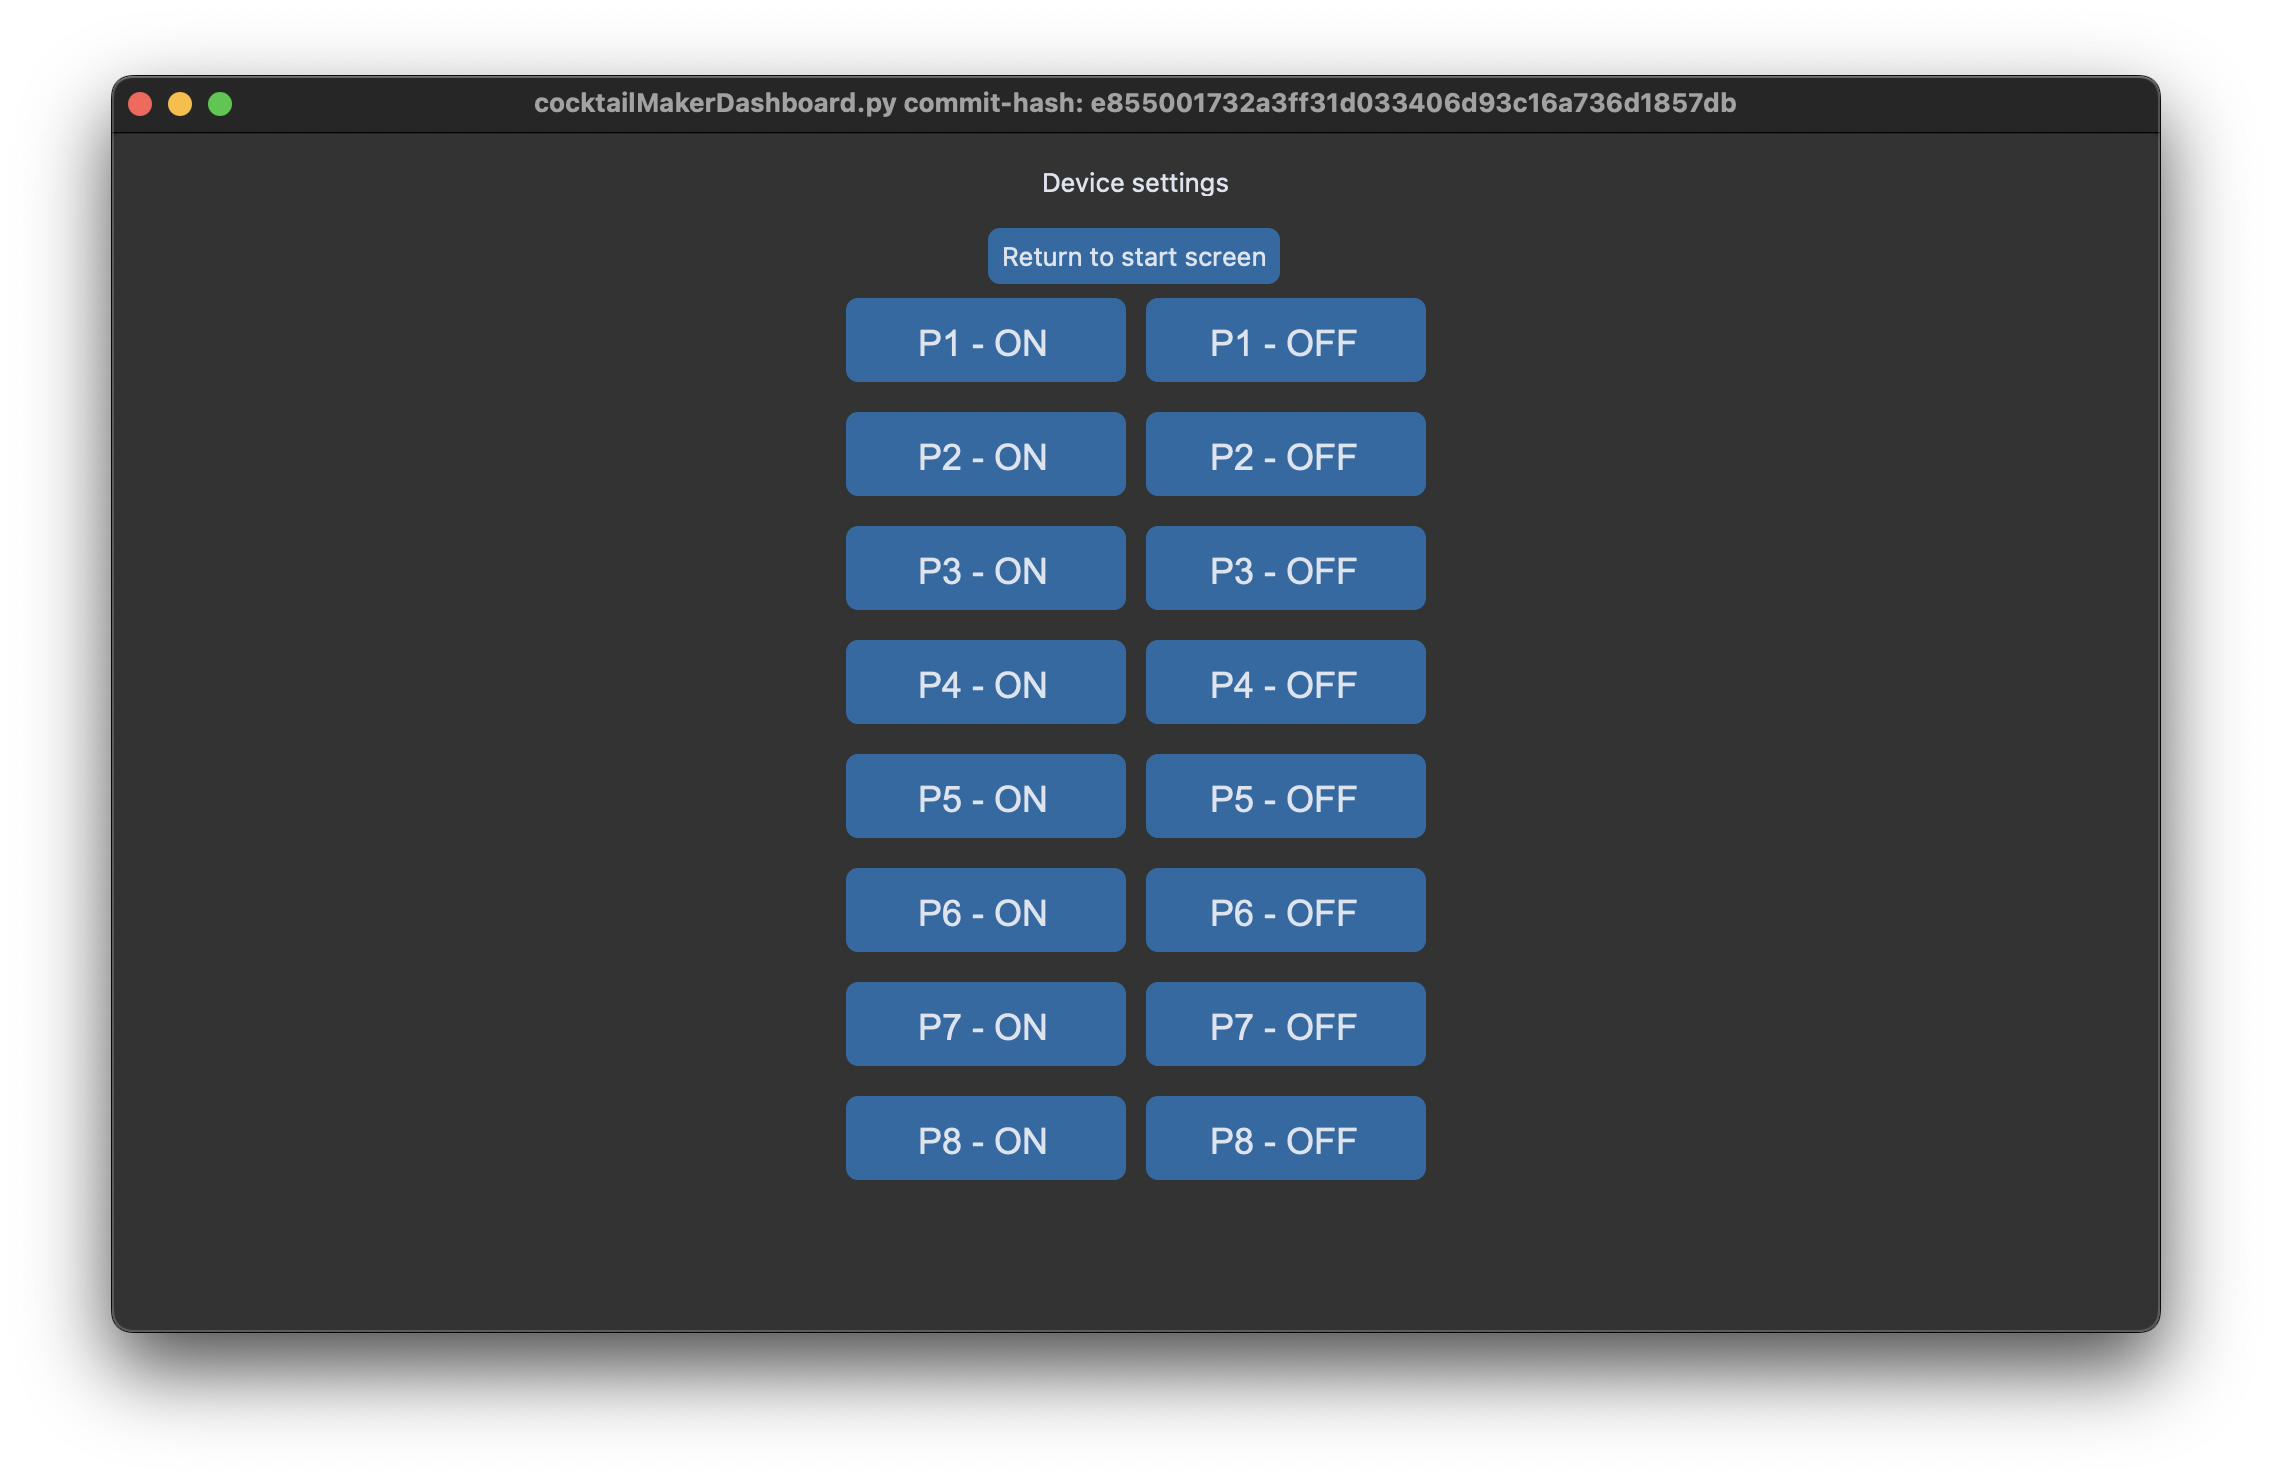 cocktailMakerDashboard.py commit-hash: e855001732a3ff31d033406d93c16a736d1857db
Device settings
Return to start screen
P1 - ON P1 - OFF
P2 - ON P2 - OFF
P3 - ON P3 - OFF
P4 - ON P4 - OFF
P5 - ON P5 - OFF
P6 - ON P6 - OFF
P7 - ON P7 - OFF
P8 - ON P8 - OFF